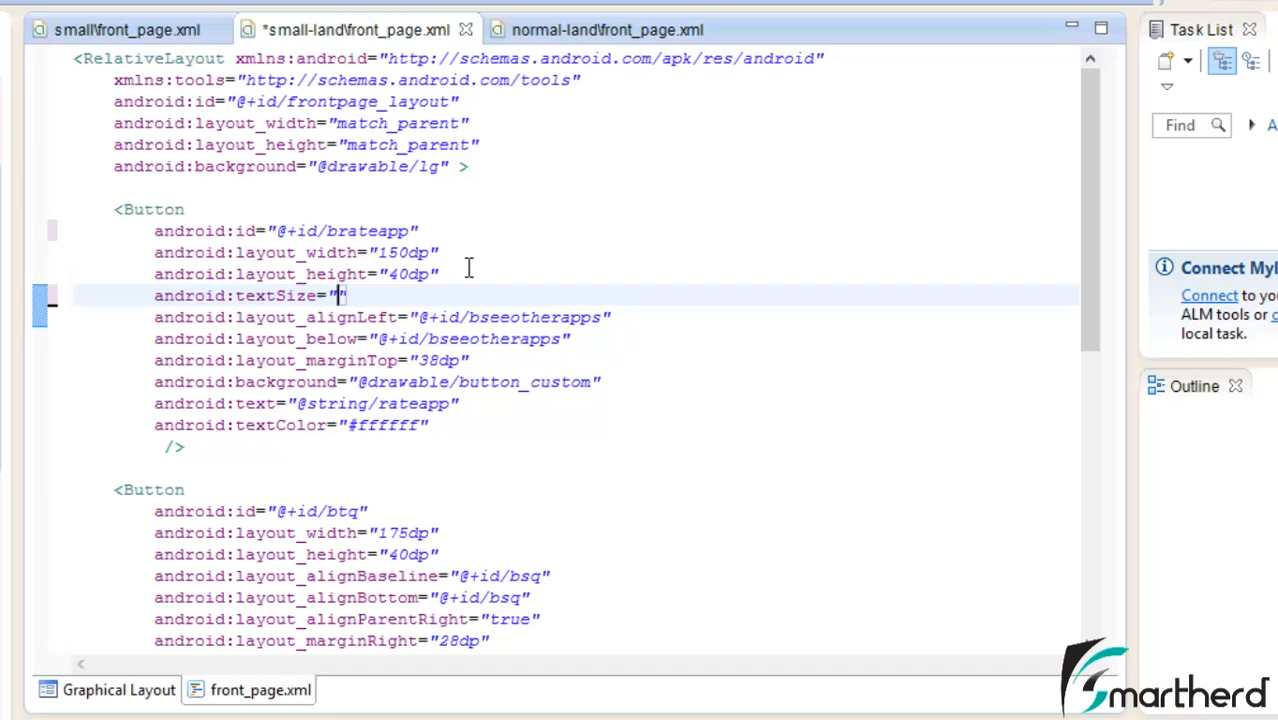 small\front_page.xml
*small-land\front_page.xml
normal-land\front_page.xml
Task List
<RelativeLayout xmlns:android="http://schemas.android.com/apk/res/android"
xmlns:tools="http://schemas.android.com/tools"
android:id="@+id/frontpage_layout"
android:layout_width="match_parent"
android:layout_height="match_parent"
android:background="@drawable/lg" >
<Button
android:id="@+id/brateapp"
android:layout_width="150dp"
android:layout_height="40dp"
android:textSize=""
android:layout_alignLeft="@+id/bseeotherapps"
android:layout_below="@+id/bseeotherapps"
android:layout_marginTop="38dp"
android:background="@drawable/button_custom"
android:text="@string/rateapp"
android:textColor="#ffffff"
/>
<Button
android:id="@+id/btq"
android:layout_width="175dp"
android:layout_height="40dp"
android:layout_alignBaseline="@+id/bsq"
android:layout_alignBottom="@+id/bsq"
android:layout_alignParentRight="true"
android:layout_marginRight="28dp"
Graphical Layout
front_page.xml
Find
A
Connect Myl
Connect to you
ALM tools or c
local task.
Outline
Smartherd